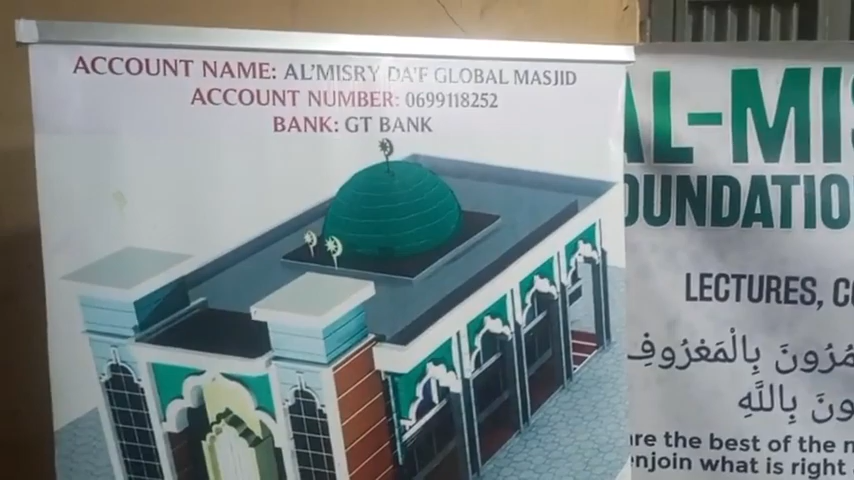 ACCOUNT NAME: AL'MISRY DA'F GLOBAL MASJID
ACCOUNT NUMBER: 0699118252
BANK: GT BANK
AL-MIS
OUNDATIO
LECTURES, C
مُرُونَ بِالْمَعْرُوفِ
ونَ بِاللَّهِ
are the best of the
enjoin what is right